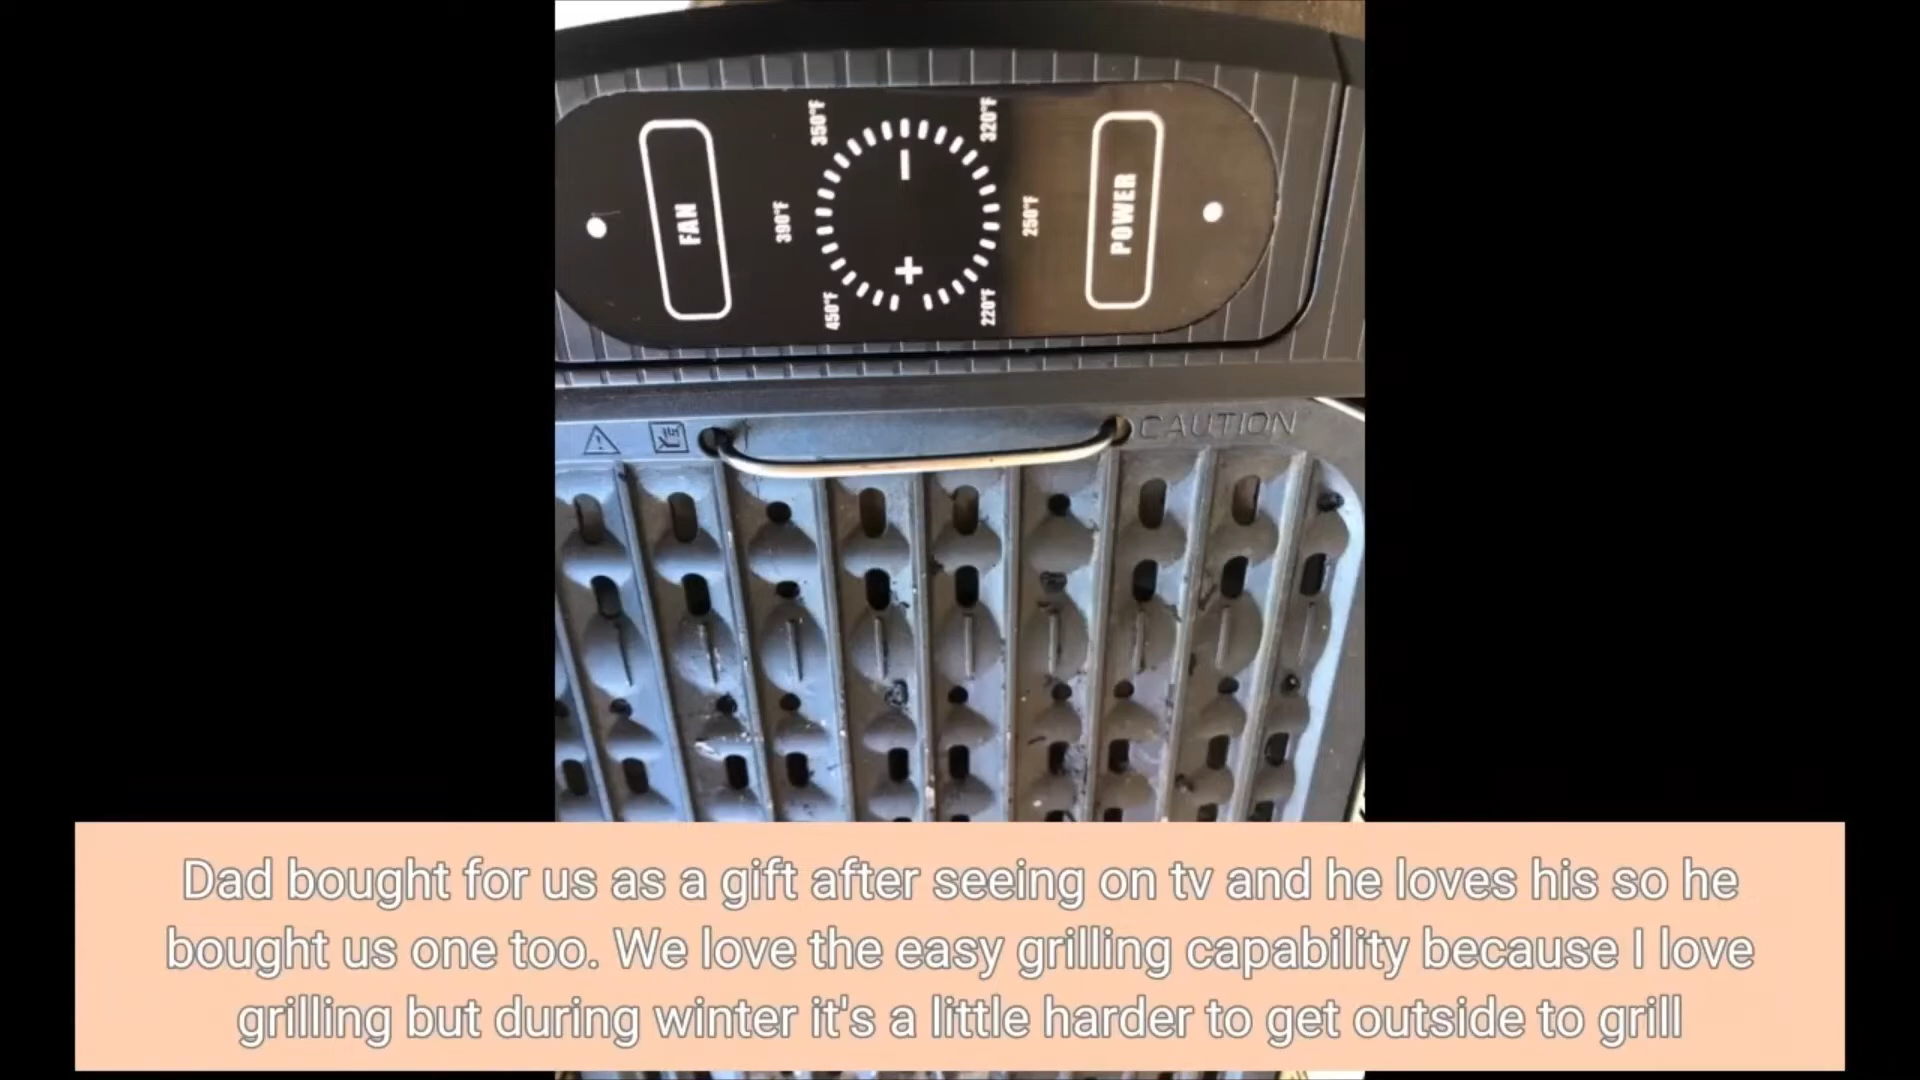 FAN
350°F
320°F
390°F
250°F
450°F
220°F
POWER
CAUTION
Dad bought for us as a gift after seeing on tv and he loves his so he
bought us one too. We love the easy grilling capability because I love
grilling but during winter it's a little harder to get outside to grill